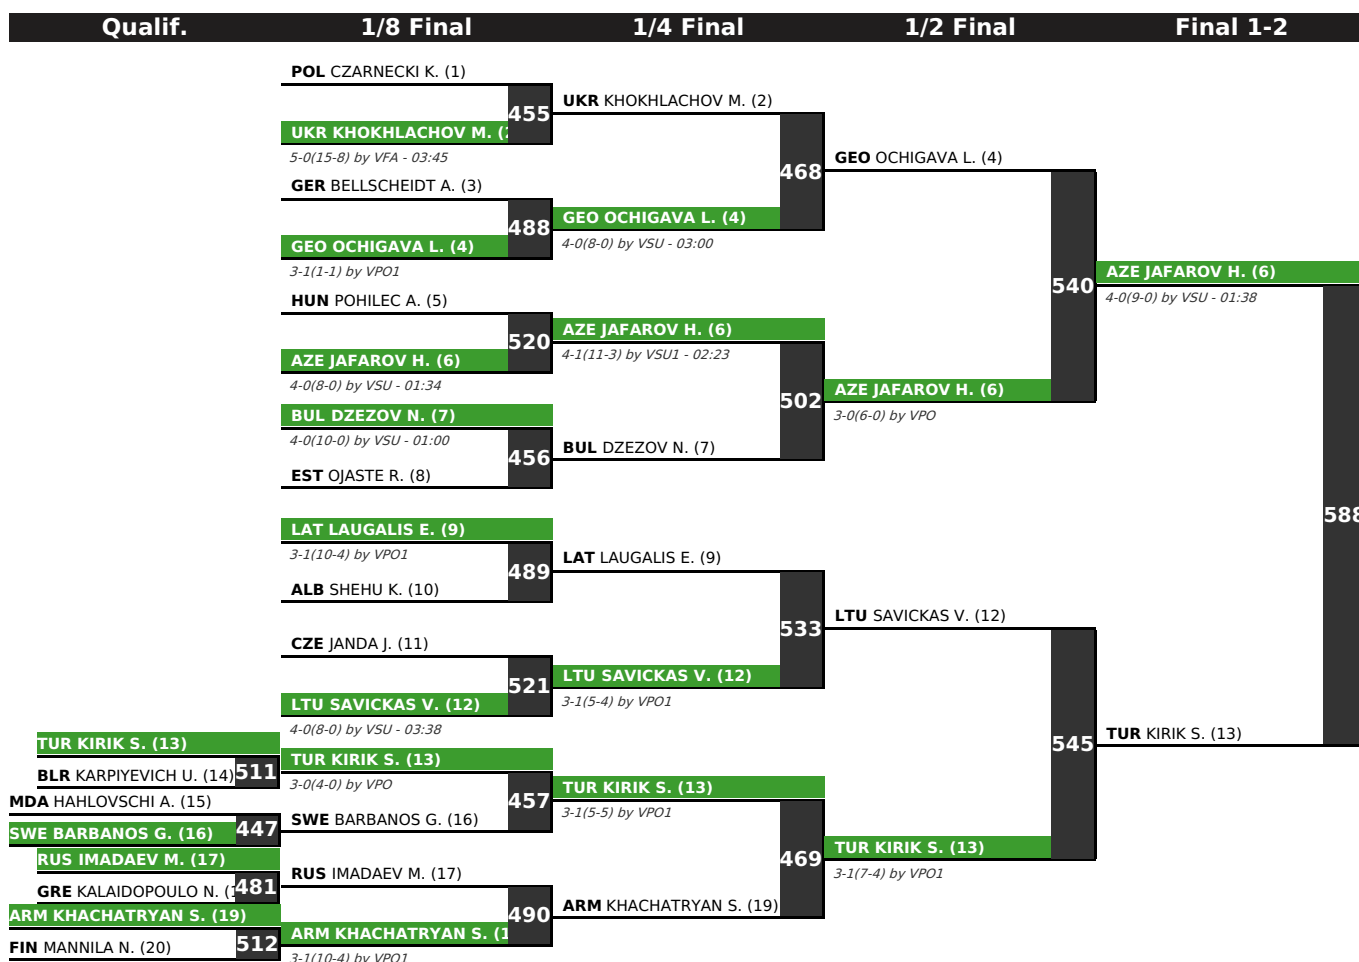 Qualif. 1/8 Final 1/4 Final 1/2 Final Final 1-2
POL CZARNECKI K. (1)
455
UKR KHOKHLACHOV M. (2
5-0(15-8) by VFA - 03:45
GER BELLSCHEIDT A. (3)
488
GEO OCHIGAVA L. (4)
3-1(1-1) by VPO1
HUN POHILEC A. (5)
520
AZE JAFAROV H. (6)
4-0(8-0) by VSU - 01:34
BUL DZEZOV N. (7)
4-0(10-0) by VSU - 01:00
456
EST OJASTE R. (8)
LAT LAUGALIS E. (9)
3-1(10-4) by VPO1
489
ALB SHEHU K. (10)
CZE JANDA J. (11)
521
LTU SAVICKAS V. (12)
4-0(8-0) by VSU - 03:38
TUR KIRIK S. (13)
511
BLR KARPIYEVICH U. (14)
MDA HAHLOVSCHI A. (15)
447
SWE BARBANOS G. (16)
RUS IMADAEV M. (17)
481
GRE KALAIDOPOULO N. (1
ARM KHACHATRYAN S. (19)
512
FIN MANNILA N. (20)
TUR KIRIK S. (13)
3-0(4-0) by VPO
457
SWE BARBANOS G. (16)
RUS IMADAEV M. (17)
490
ARM KHACHATRYAN S. (1
3-1(10-4) by VPO1
UKR KHOKHLACHOV M. (2)
468
GEO OCHIGAVA L. (4)
4-0(8-0) by VSU - 03:00
AZE JAFAROV H. (6)
4-1(11-3) by VSU1 - 02:23
502
BUL DZEZOV N. (7)
LAT LAUGALIS E. (9)
533
LTU SAVICKAS V. (12)
3-1(5-4) by VPO1
TUR KIRIK S. (13)
3-1(5-5) by VPO1
469
ARM KHACHATRYAN S. (19)
GEO OCHIGAVA L. (4)
540
AZE JAFAROV H. (6)
3-0(6-0) by VPO
LTU SAVICKAS V. (12)
545
TUR KIRIK S. (13)
3-1(7-4) by VPO1
AZE JAFAROV H. (6)
4-0(9-0) by VSU - 01:38
588
TUR KIRIK S. (13)